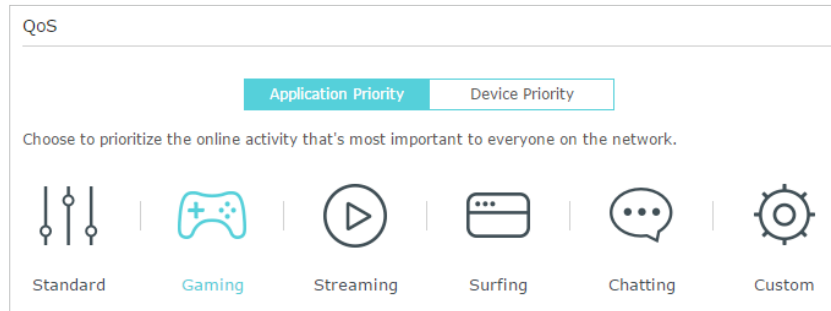 QoS
Application Priority Device Priority
Choose to prioritize the online activity that's most important to everyone on the network.
Standard Gaming Streaming Surfing Chatting Custom